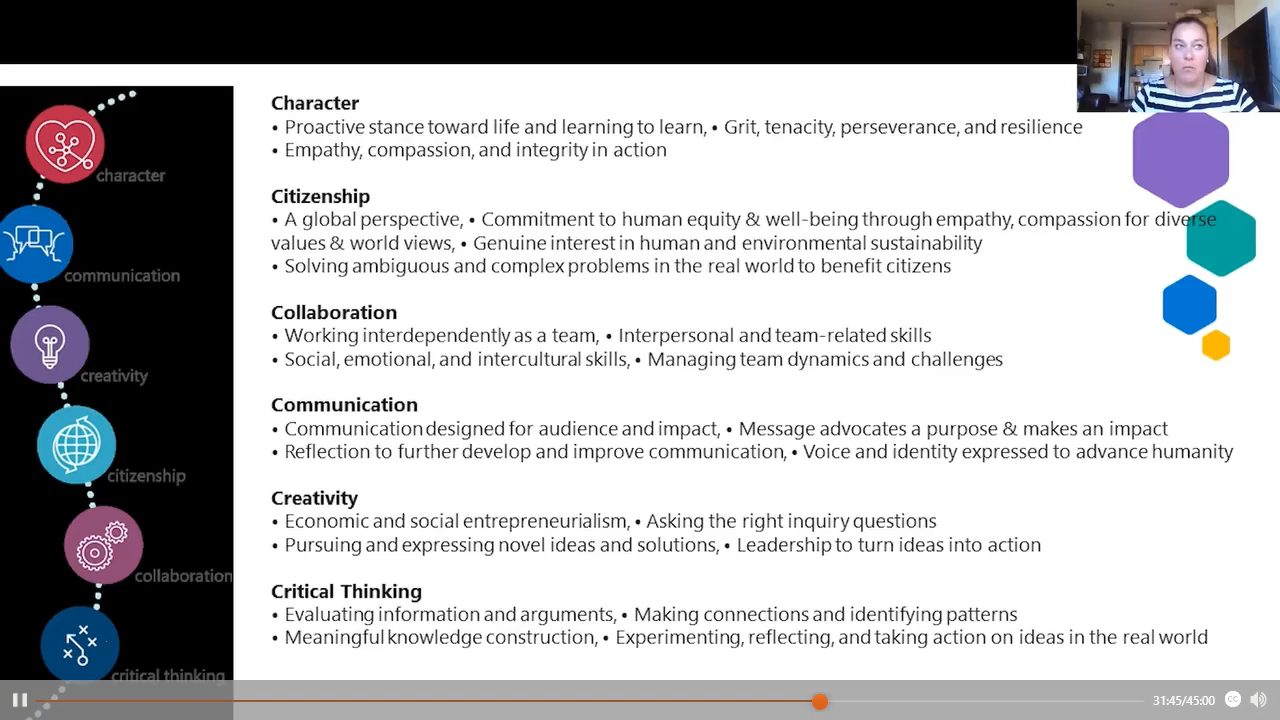 Character
• Proactive stance toward life and learning to learn, • Grit, tenacity, perseverance, and resilience
• Empathy, compassion, and integrity in action
Citizenship
• A global perspective, • Commitment to human equity & well-being through empathy, compassion for diverse
values & world views, • Genuine interest in human and environmental sustainability
• Solving ambiguous and complex problems in the real world to benefit citizens
Collaboration
• Working interdependently as a team, • Interpersonal and team-related skills
• Social, emotional, and intercultural skills, • Managing team dynamics and challenges
Communication
• Communication designed for audience and impact, • Message advocates a purpose & makes an impact
• Reflection to further develop and improve communication, • Voice and identity expressed to advance humanity
Creativity
• Economic and social entrepreneurialism, • Asking the right inquiry questions
• Pursuing and expressing novel ideas and solutions, • Leadership to turn ideas into action
Critical Thinking
• Evaluating information and arguments, • Making connections and identifying patterns
• Meaningful knowledge construction, • Experimenting, reflecting, and taking action on ideas in the real world
character
communication
creativity
citizenship
collaboration
critical thinking
31:45/45:00
CC